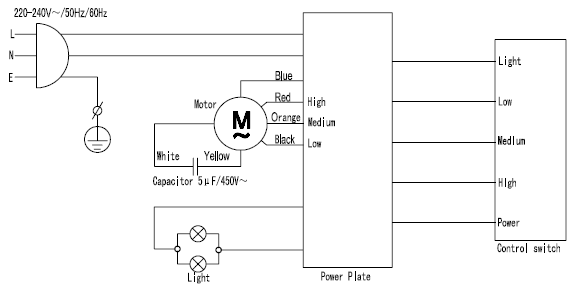 220-240V～/50Hz/60Hz
L
N
E
Blue
Motor
Red
High
M
～
Orange
Medium
Black
Low
White
Yellow
Capacitor 5μF/450V～
Light
Power Plate
Light
Low
Medium
HIgh
Power
Control switch